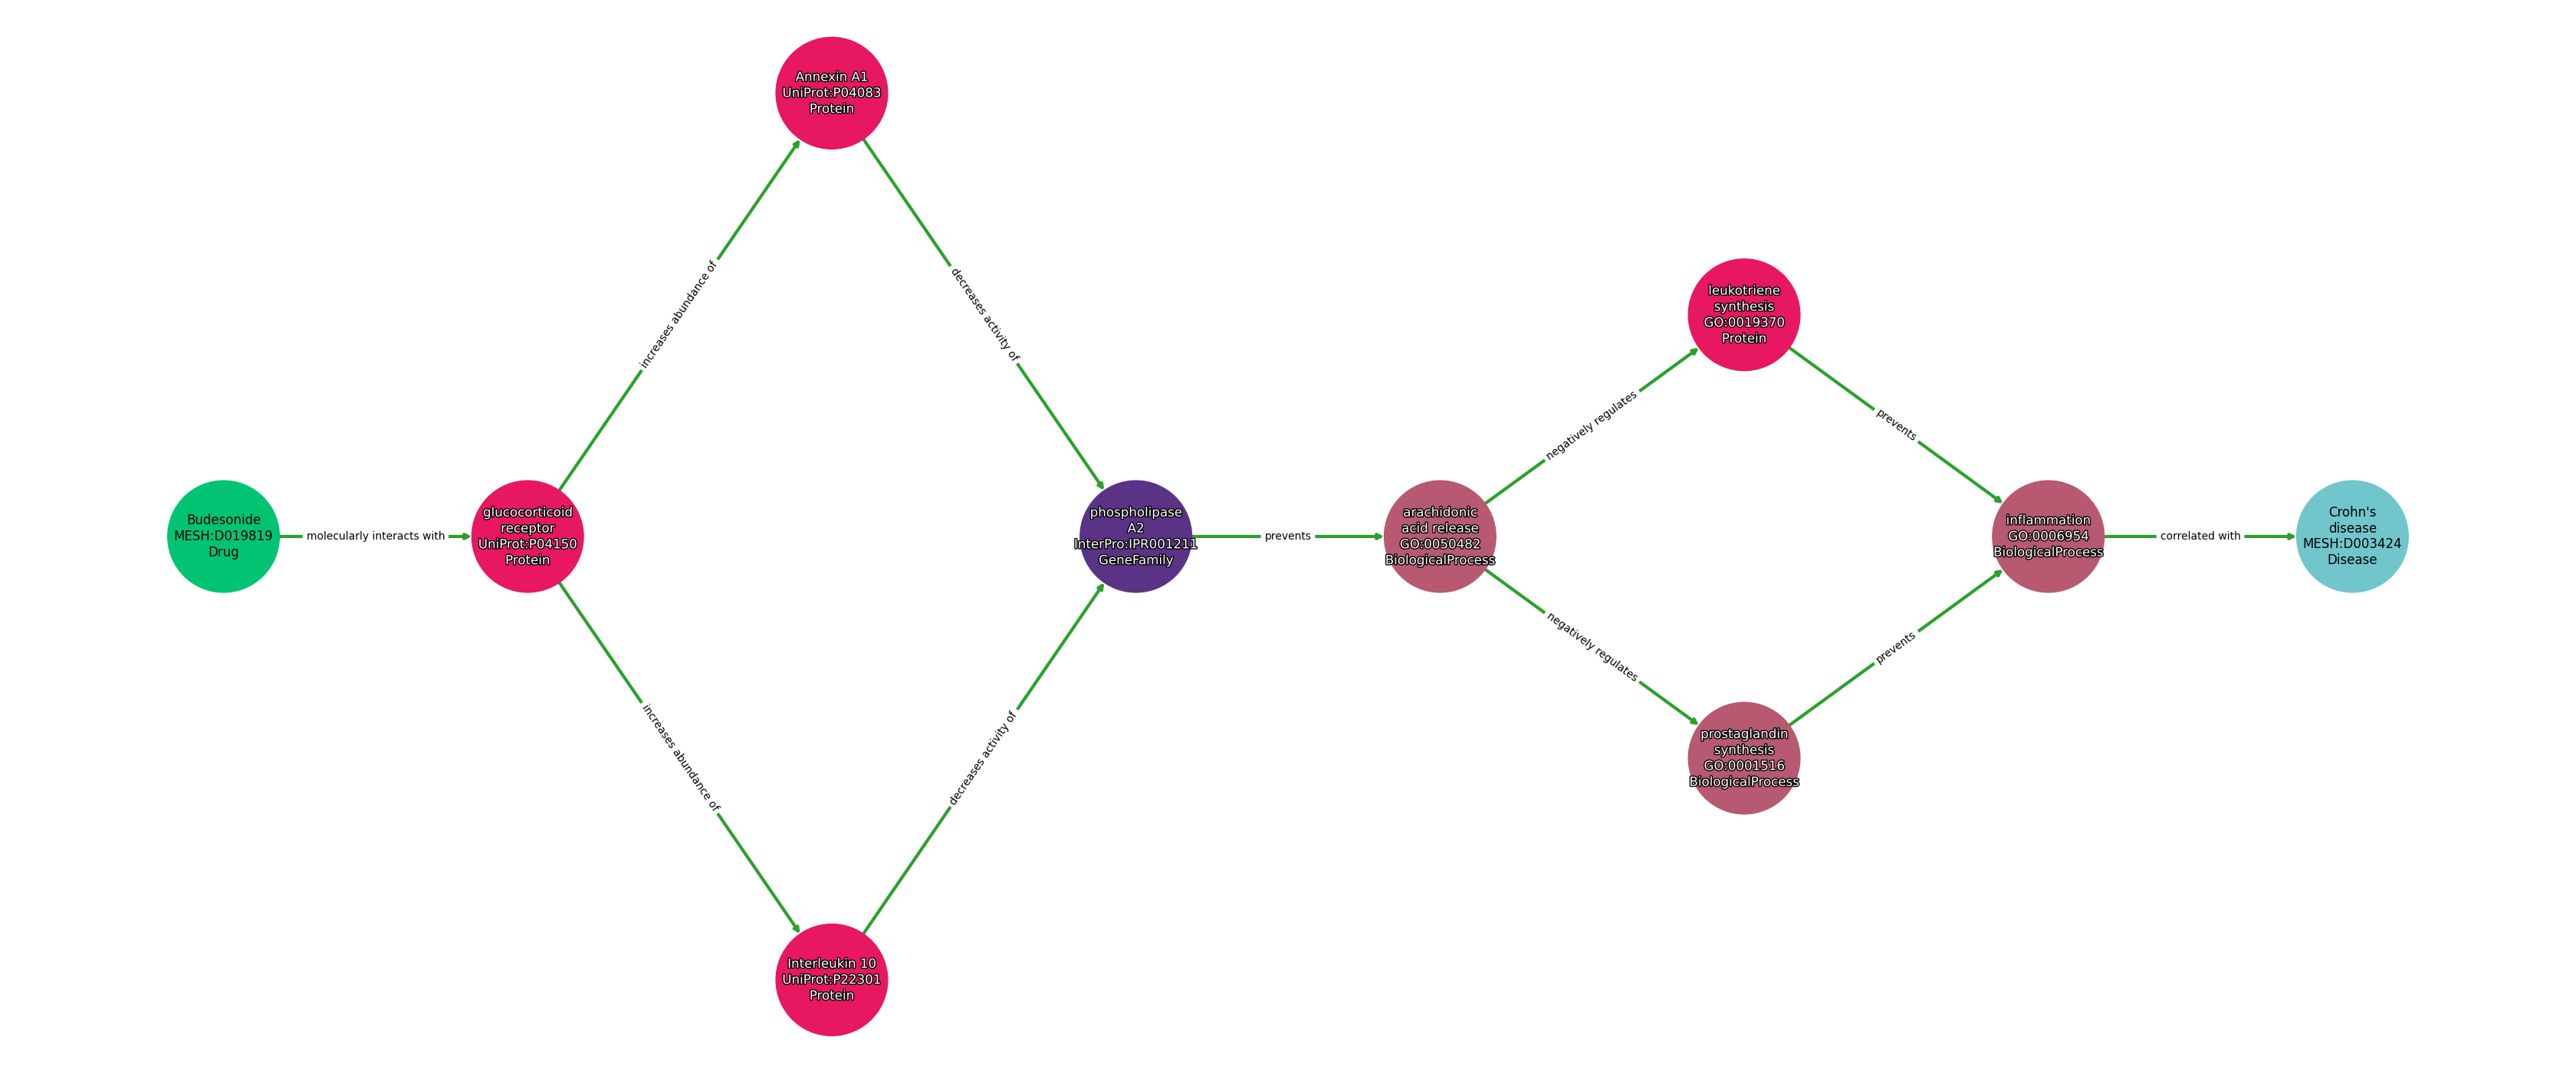 Annexin A1
UniProt:P04083
Protein
increases abundance of
decreases activity of
leukotriene
synthesis
GO:0019370
Protein
negatively regulates
prevents
Budesonide
MESH:D019819
Drug
molecularly interacts with
glucocorticoid
receptor
UniProt:P04150
Protein
phospholipase
A2
InterPro:IPR001211
GeneFamily
prevents
arachidonic
acid release
GO:0050482
BiologicalProcess
inflammation
GO:0006954
BiologicalProcess
correlated with
Crohn's
disease
MESH:D003424
Disease
negatively regulates
prevents
increases abundance of
decreases activity of
prostaglandin
synthesis
GO:0001516
BiologicalProcess
Interleukin 10
UniProt:P22301
Protein